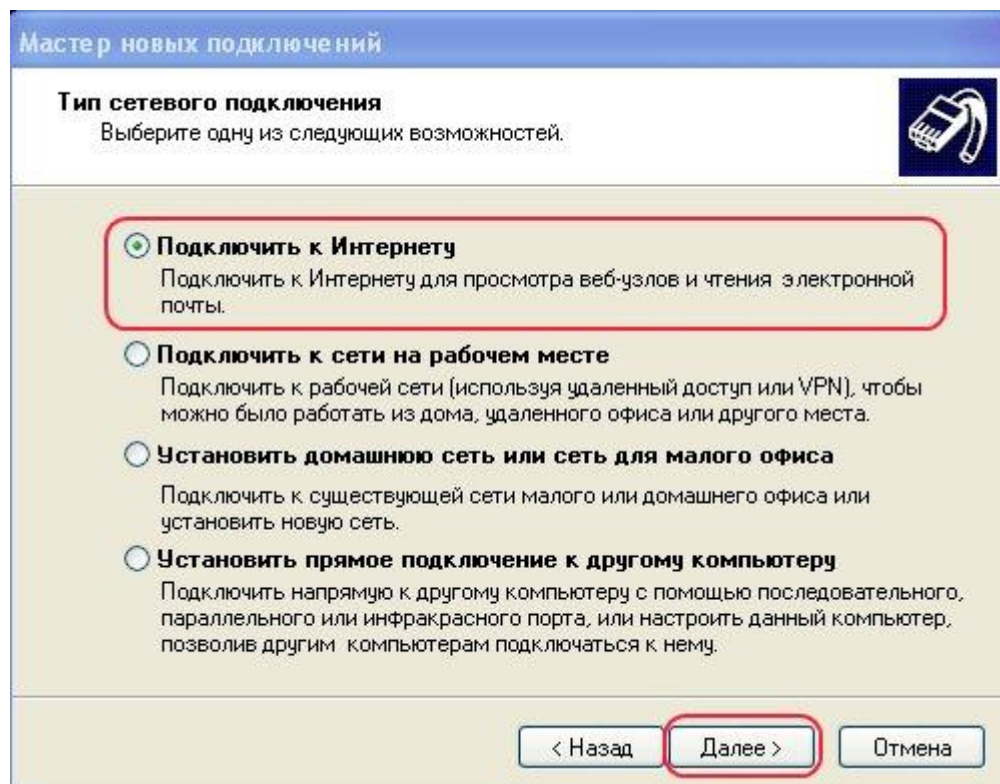 Мастер новых подключений
Тип сетевого подключения
Выберите одну из следующих возможностей.
Подключить к Интернету
Подключить к Интернету для просмотра веб-узлов и чтения электронной
почты.
Подключить к сети на рабочем месте
Подключить к рабочей сети (используя удаленный доступ или VPN), чтобы
можно было работать из дома, удаленного офиса или другого места.
Установить домашнюю сеть или сеть для малого офиса
Подключить к существующей сети малого или домашнего офиса или
установить новую сеть.
Установить прямое подключение к другому компьютеру
Подключить напрямую к другому компьютеру с помощью последовательного,
параллельного или инфракрасного порта, или настроить данный компьютер,
позволив другим компьютерам подключаться к нему.
< Назад Далее > Отмена